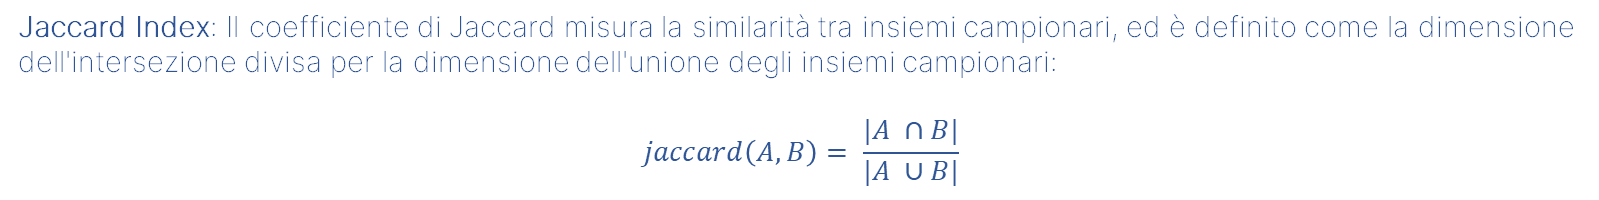 Jaccard Index: Il coefficiente di Jaccard misura la similarità tra insiemi campionari, ed è definito come la dimensione
dell'intersezione divisa per la dimensione dell'unione degli insiemi campionari:
jaccard(A, B) = |A ∩ B| / |A ∪ B|